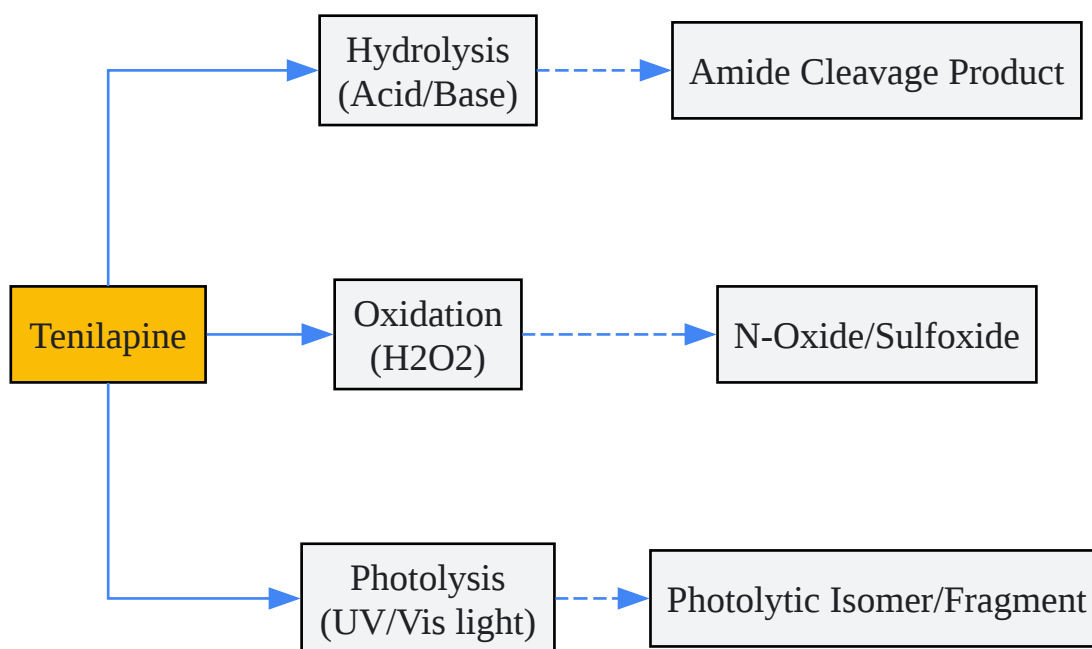 Hydrolysis
(Acid/Base)
Amide Cleavage Product
Tenilapine
Oxidation
(H2O2)
N-Oxide/Sulfoxide
Photolysis
(UV/Vis light)
Photolytic Isomer/Fragment